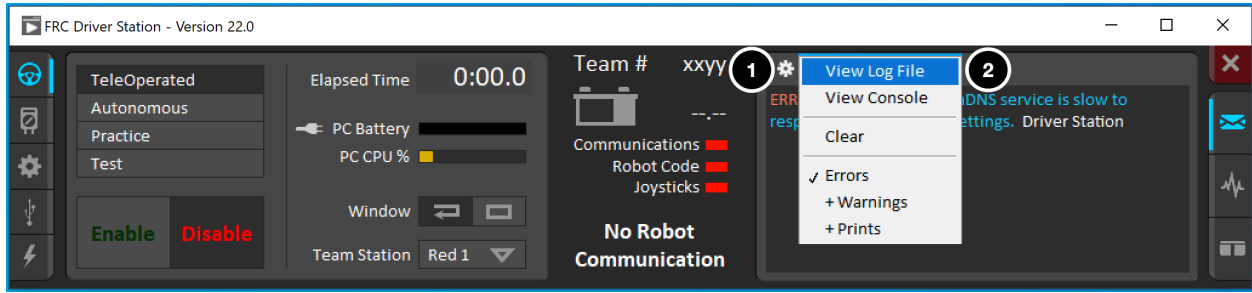 FRC Driver Station - Version 22.0
TeleOperated
Autonomous
Practice
Test
Enable
Disable
Elapsed Time
0:00.0
PC Battery
PC CPU %
Window
Team Station
Red 1
Team # xxyy
--.--
Communications
Robot Code
Joysticks
No Robot
Communication
1
View Log File
2
View Console
Clear
✓ Errors
+ Warnings
+ Prints
ERR
DNS service is slow to
resp
ettings. Driver Station